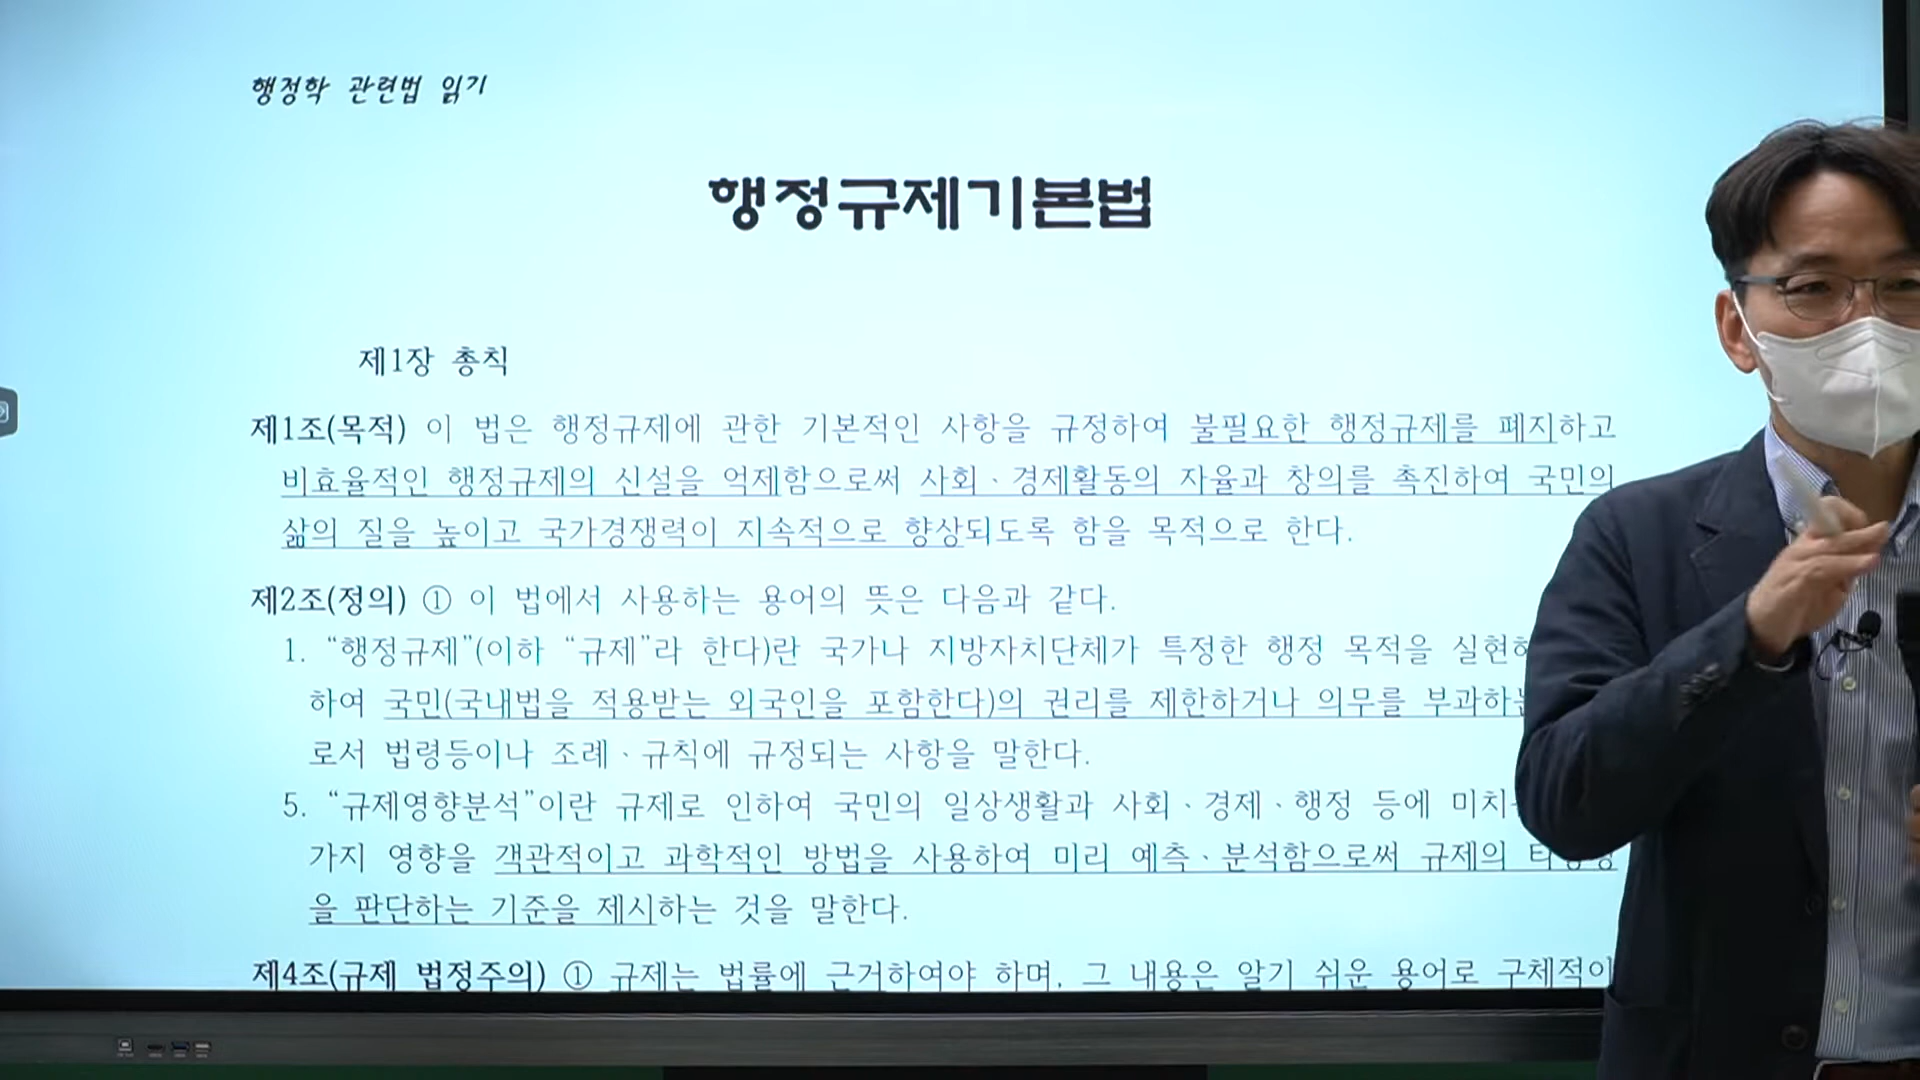 행정학 관련법 읽기
행정규제기본법
제1장 총칙
제1조(목적) 이 법은 행정규제에 관한 기본적인 사항을 규정하여 불필요한 행정규제를 폐지하고
비효율적인 행정규제의 신설을 억제함으로써 사회ㆍ경제활동의 자율과 창의를 촉진하여 국민의
삶의 질을 높이고 국가경쟁력이 지속적으로 향상되도록 함을 목적으로 한다.
제2조(정의) ① 이 법에서 사용하는 용어의 뜻은 다음과 같다.
1. “행정규제”(이하 “규제”라 한다)란 국가나 지방자치단체가 특정한 행정 목적을
하여 국민(국내법을 적용받는 외국인을 포함한다)의 권리를 제한하거나 의무를
로서 법령등이나 조례ㆍ규칙에 규정되는 사항을 말한다.
5. “규제영향분석”이란 규제로 인하여 국민의 일상생활과 사회ㆍ경제ㆍ행정 등에
가지 영향을 객관적이고 과학적인 방법을 사용하여 미리 예측ㆍ분석함으로써 규제의
을 판단하는 기준을 제시하는 것을 말한다.
제4조(규제 법정주의) ① 규제는 법률에 근거하여야 하며, 그 내용은 알기 쉬운 용어로 구체적이